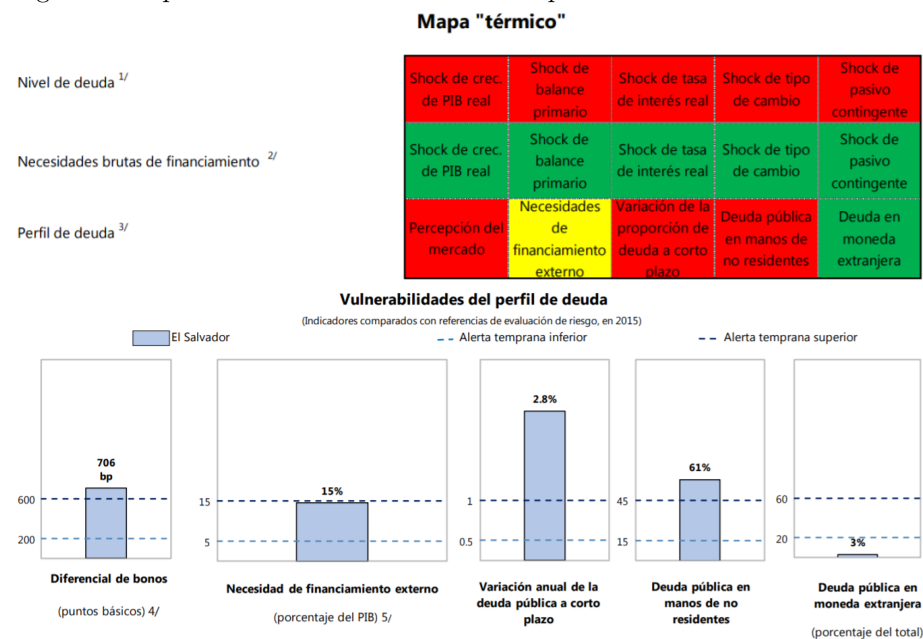 Mapa "térmico"
Nivel de deuda 1/
Shock de crec. de PIB real
Shock de balance primario
Shock de tasa de interés real
Shock de tipo de cambio
Shock de pasivo contingente
Necesidades brutas de financiamiento 2/
Shock de crec. de PIB real
Shock de balance primario
Shock de tasa de interés real
Shock de tipo de cambio
Shock de pasivo contingente
Perfil de deuda 3/
Percepción del mercado
Necesidades de financiamiento externo
Variación de la proporción de deuda a corto plazo
Deuda pública en manos de no residentes
Deuda en moneda extranjera
Vulnerabilidades del perfil de deuda
(Indicadores comparados con referencias de evaluación de riesgo, en 2015)
El Salvador
Alerta temprana inferior
Alerta temprana superior
706
bp
600
200
Diferencial de bonos
(puntos básicos) 4/
15%
15
5
Necesidad de financiamiento externo
(porcentaje del PIB) 5/
2.8%
1
0.5
Variación anual de la
deuda pública a corto
plazo
61%
45
15
Deuda pública en
manos de no
residentes
60
20
3%
Deuda pública en
moneda extranjera
(porcentaje del total)